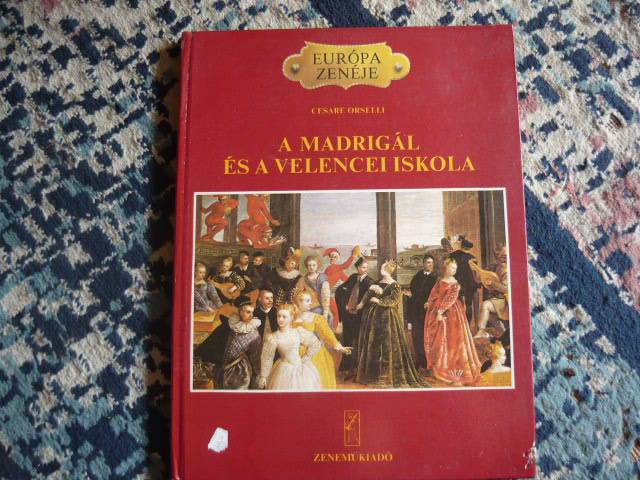 EURÓPA
ZENÉJE
CESARE ORSELLI
A MADRIGÁL
ÉS A VELENCEI ISKOLA
ZENEMŰKIADÓ